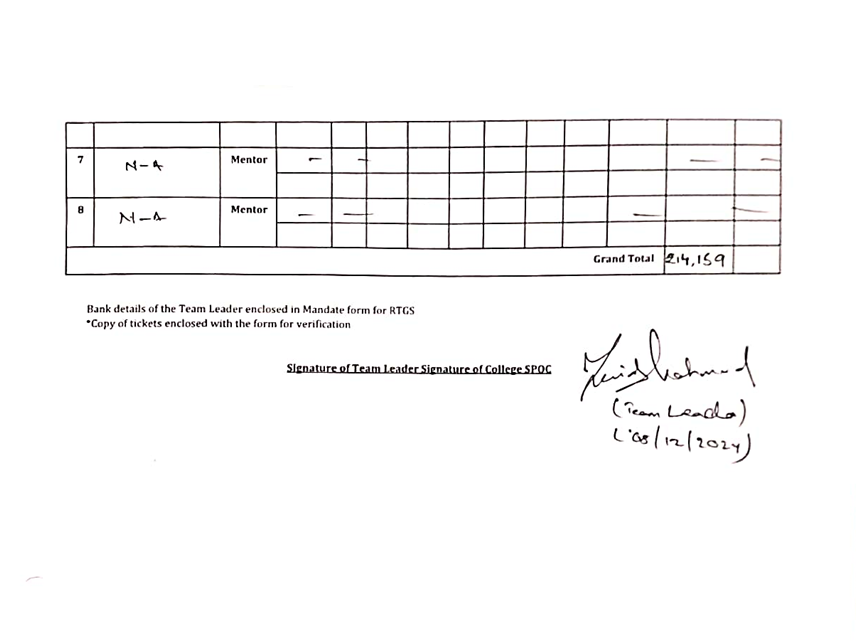 7 N-A Mentor — — — —
8 N-A Mentor — — — —
Grand Total 214,159
Bank details of the Team Leader enclosed in Mandate form for RTGS
*Copy of tickets enclosed with the form for verification
Signature of Team Leader Signature of College SPOC
(Team Leader)
/12/2024)